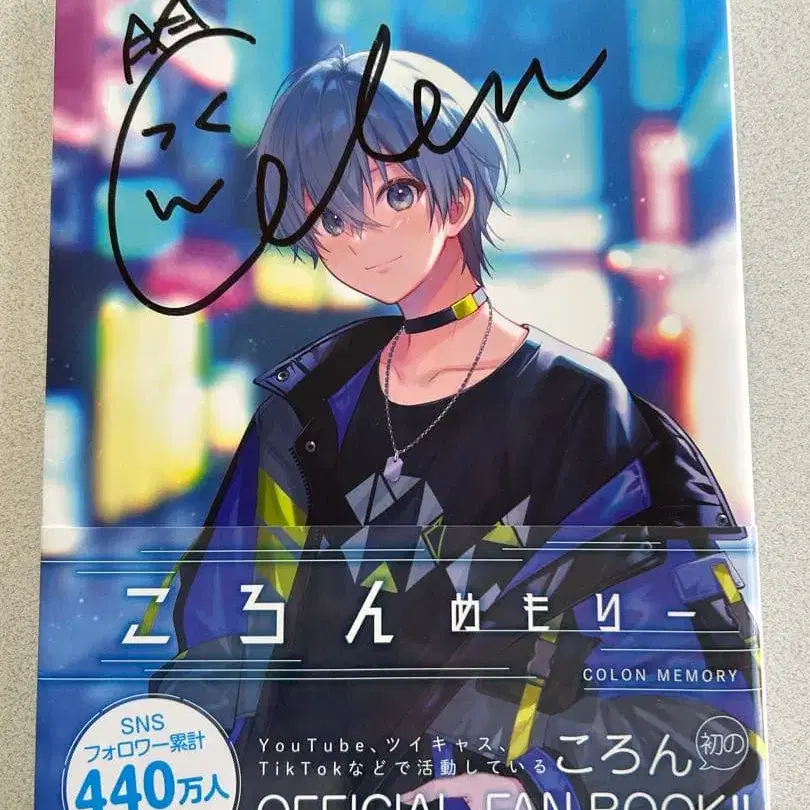 Colon
ころんめもりー
COLON MEMORY
SNS
フォロワー累計
440万人
YouTube、ツイキャス、
TikTokなどで活動しているころん初の
OFFICIAL FAN BOOK!!